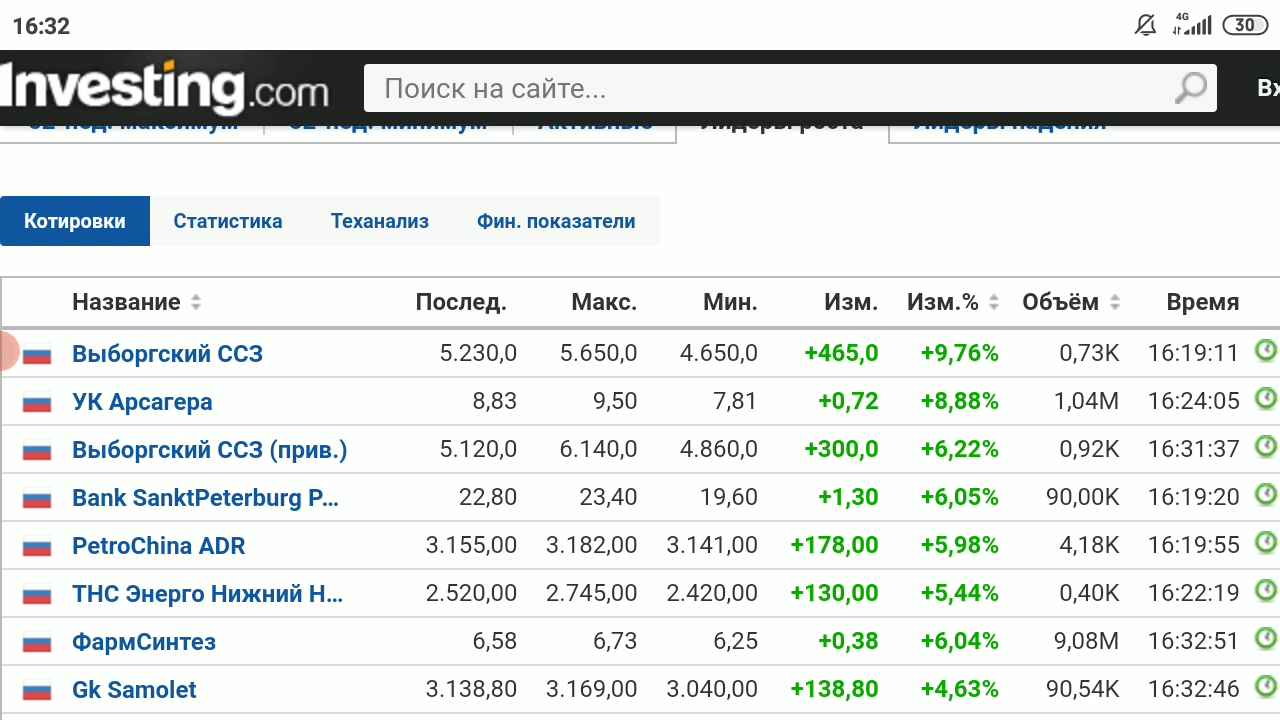 16:32
4G
30
Investing.com
Поиск на сайте...
Вх
52-нед. максимум
52-нед. минимум
Активные
Лидеры роста
Лидеры падения
Котировки Статистика Теханализ Фин. показатели
Название Послед. Макс. Мин. Изм. Изм.% Объём Время
Выборгский ССЗ 5.230,0 5.650,0 4.650,0 +465,0 +9,76% 0,73K 16:19:11
УК Арсагера 8,83 9,50 7,81 +0,72 +8,88% 1,04M 16:24:05
Выборгский ССЗ (прив.) 5.120,0 6.140,0 4.860,0 +300,0 +6,22% 0,92K 16:31:37
Bank SanktPeterburg P... 22,80 23,40 19,60 +1,30 +6,05% 90,00K 16:19:20
PetroChina ADR 3.155,00 3.182,00 3.141,00 +178,00 +5,98% 4,18K 16:19:55
ТНС Энерго Нижний Н... 2.520,00 2.745,00 2.420,00 +130,00 +5,44% 0,40K 16:22:19
ФармСинтез 6,58 6,73 6,25 +0,38 +6,04% 9,08M 16:32:51
Gk Samolet 3.138,80 3.169,00 3.040,00 +138,80 +4,63% 90,54K 16:32:46